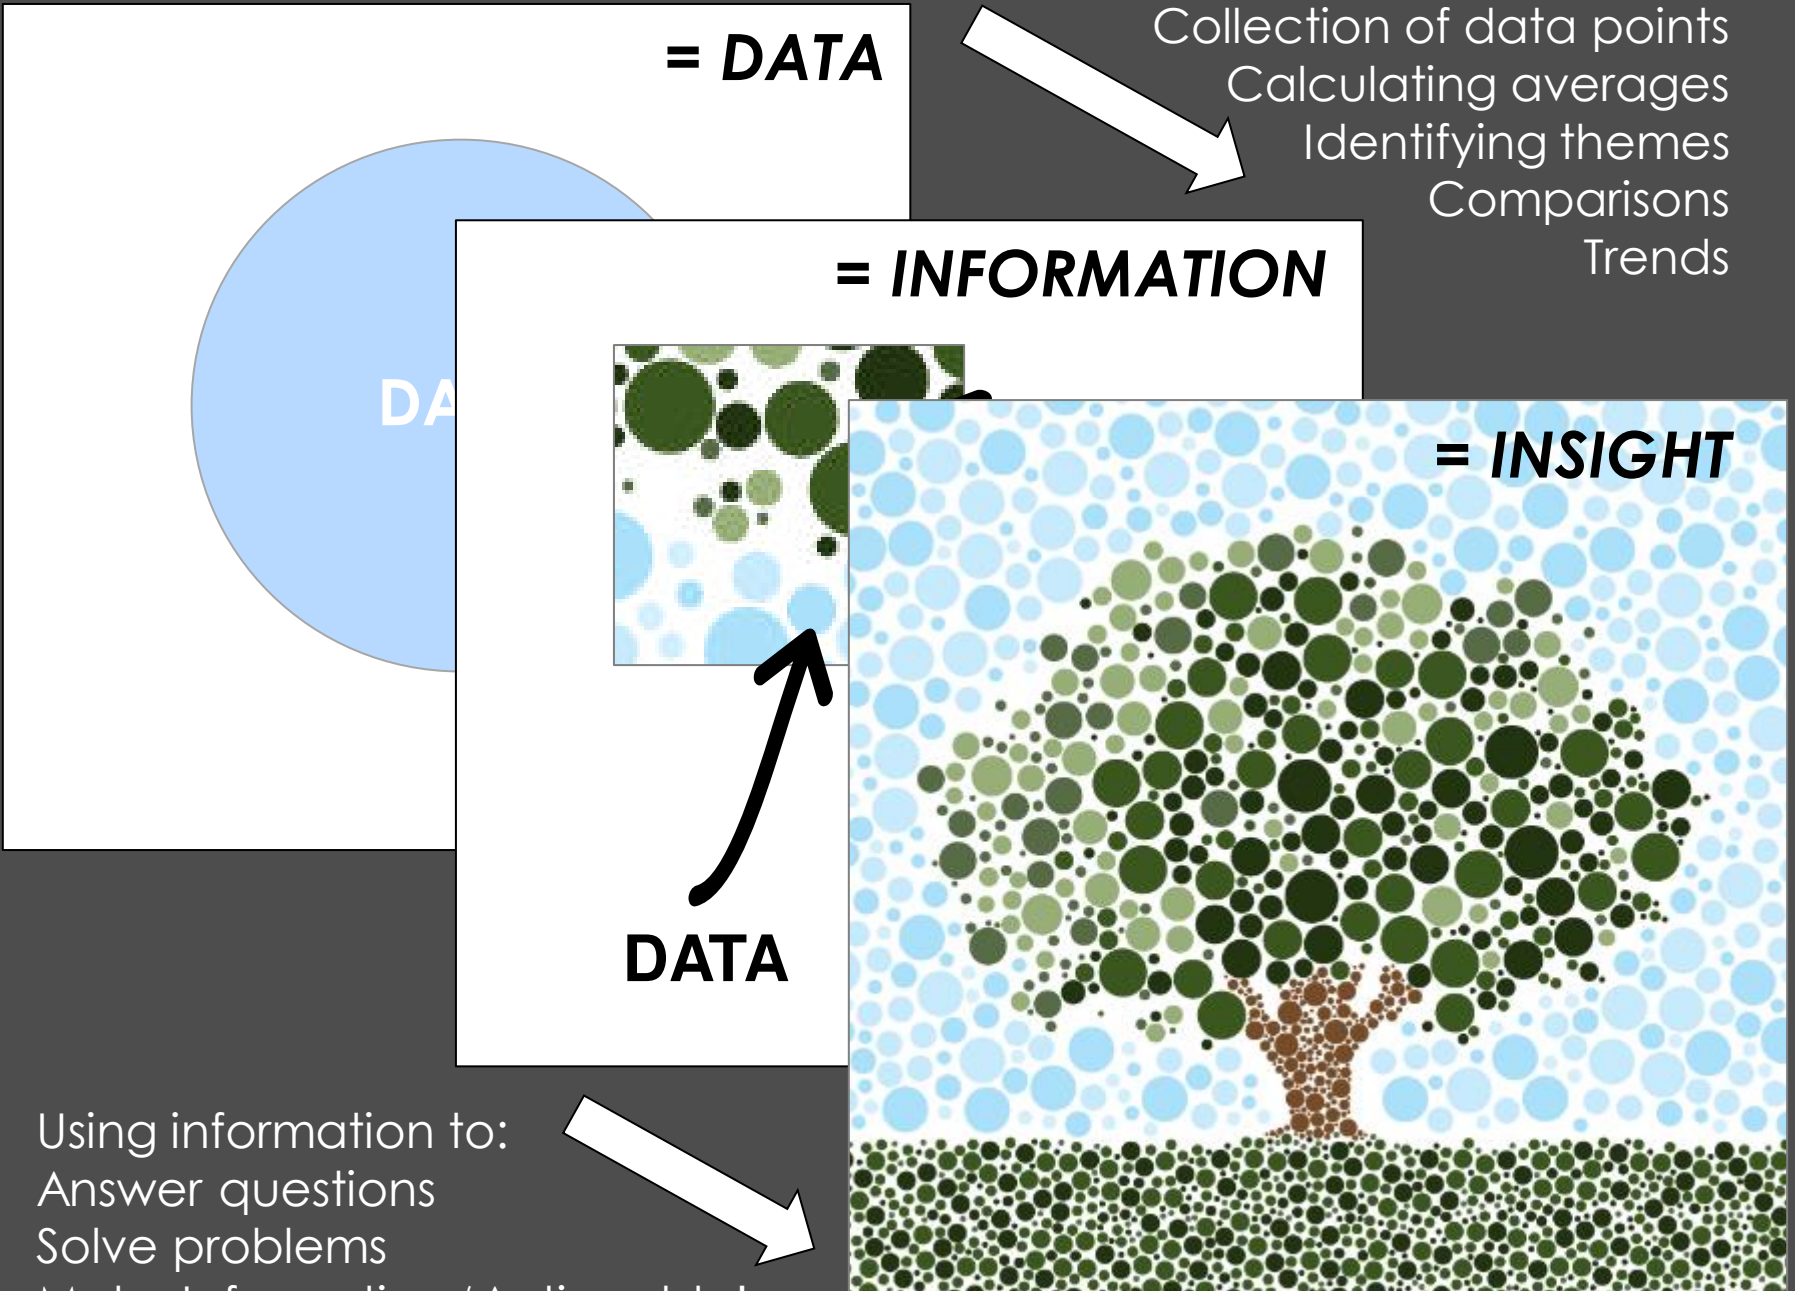 = DATA
Collection of data points
Calculating averages
Identifying themes
Comparisons
Trends
DA
= INFORMATION
= INSIGHT
DATA
Using information to:
Answer questions
Solve problems